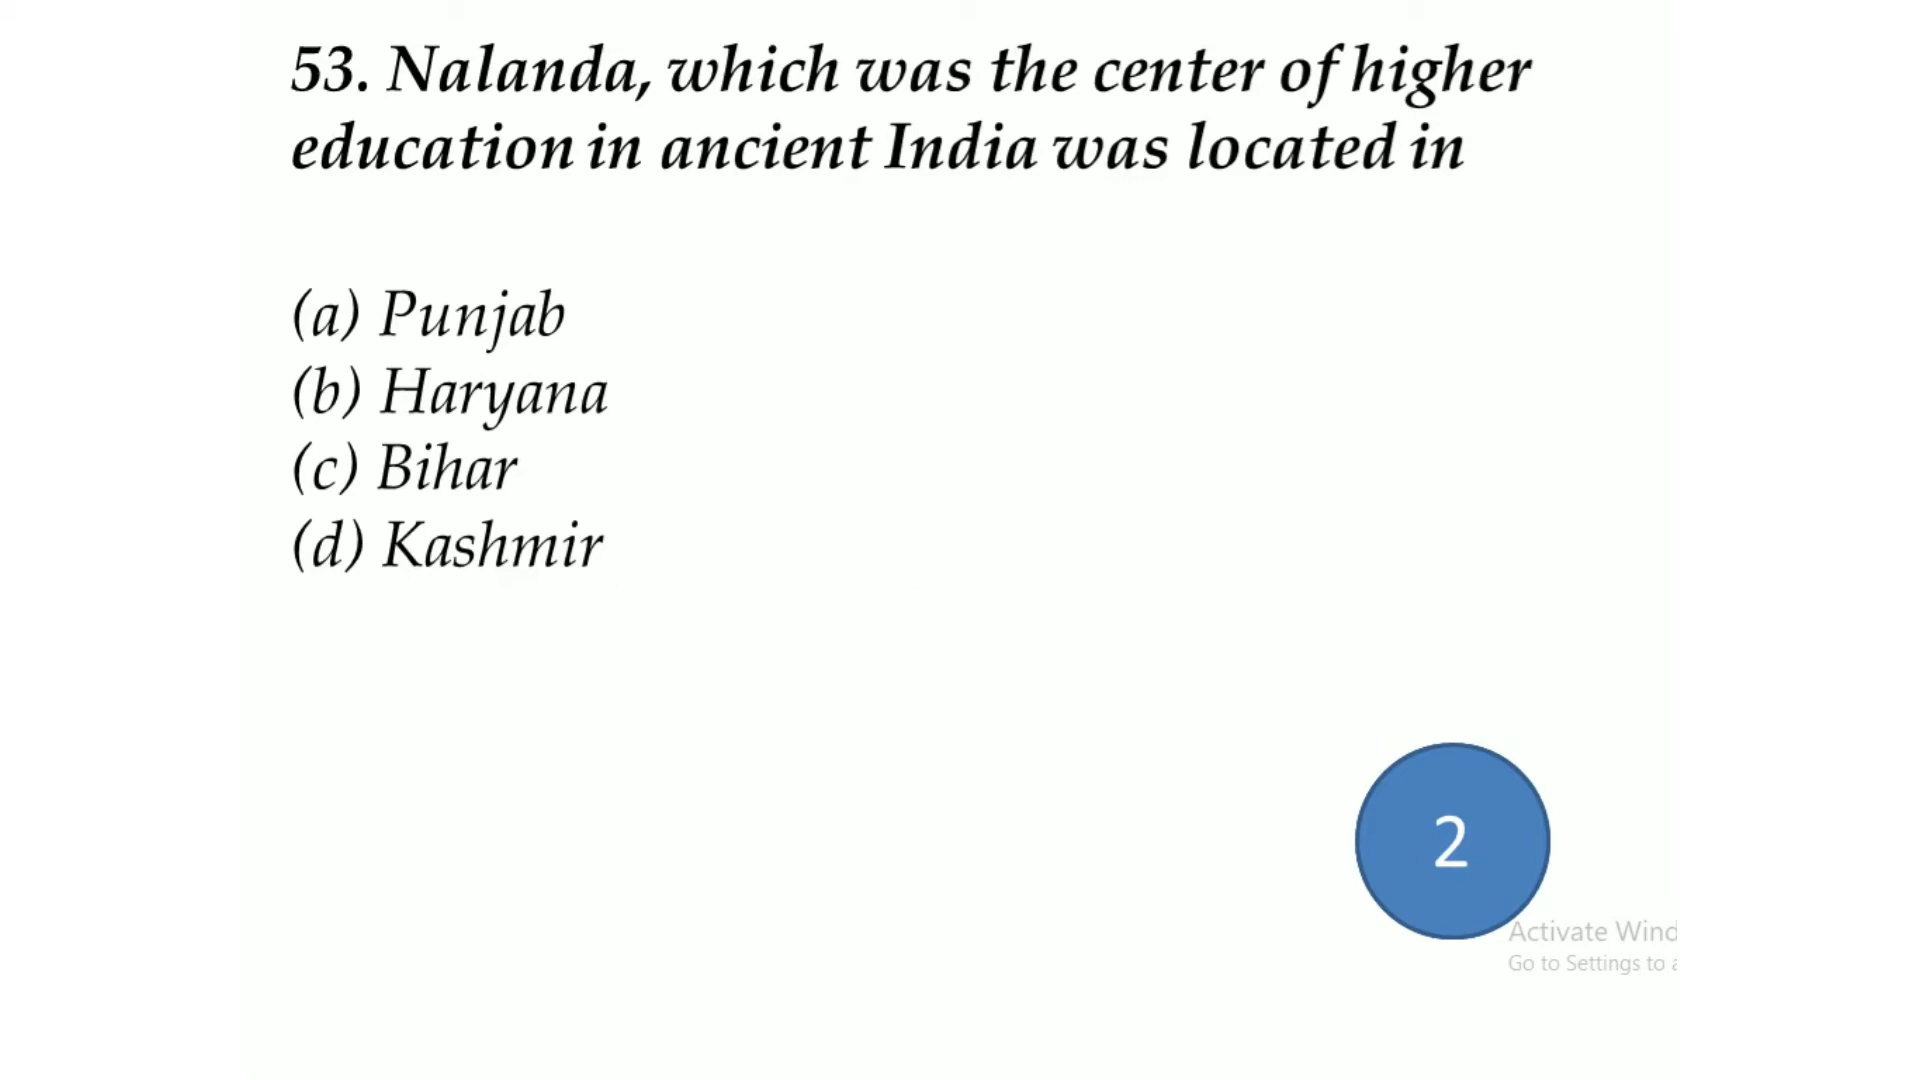 53. Nalanda, which was the center of higher
education in ancient India was located in
(a) Punjab
(b) Haryana
(c) Bihar
(d) Kashmir
2
Activate Wind
Go to Settings to a